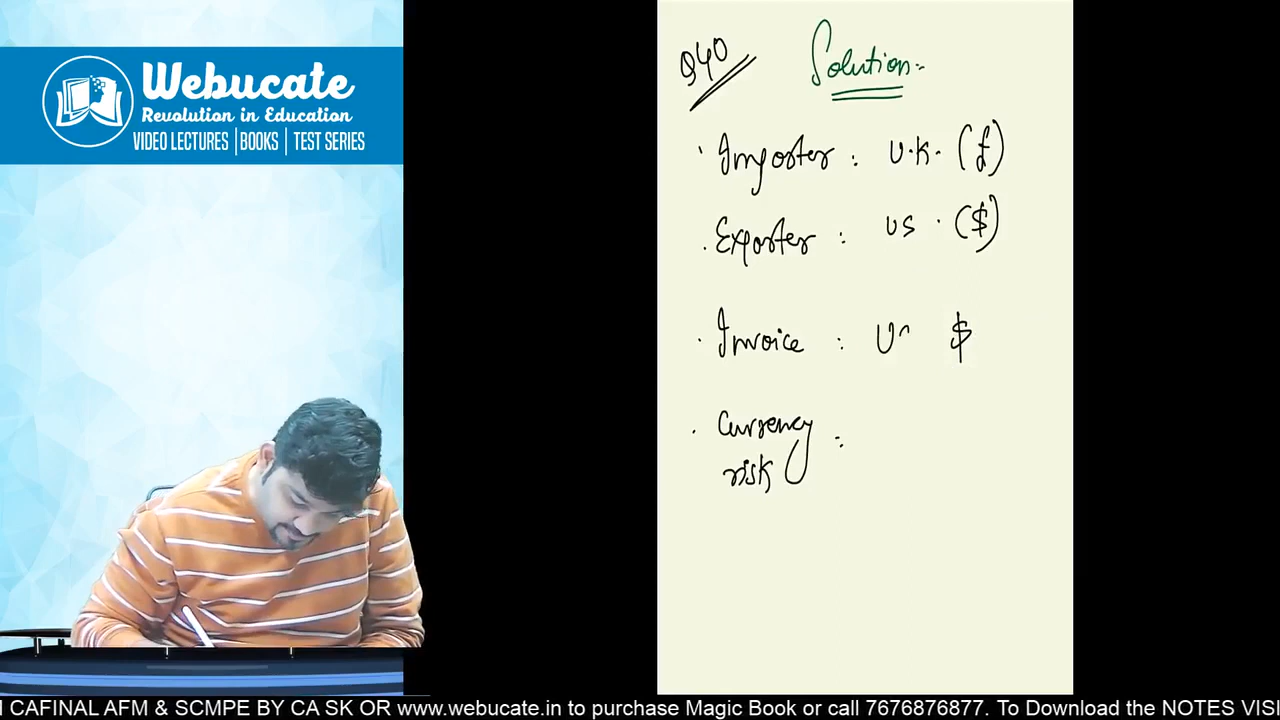 Webucate
Revolution in Education
VIDEO LECTURES | BOOKS | TEST SERIES
Q40
Solution:-
Importer : U.K. (£)
Exporter : US. ($)
Invoice : $
Currency :
risk
I CAFINAL AFM & SCMPE BY CA SK OR www.webucate.in to purchase Magic Book or call 7676876877. To Download the NOTES VIS